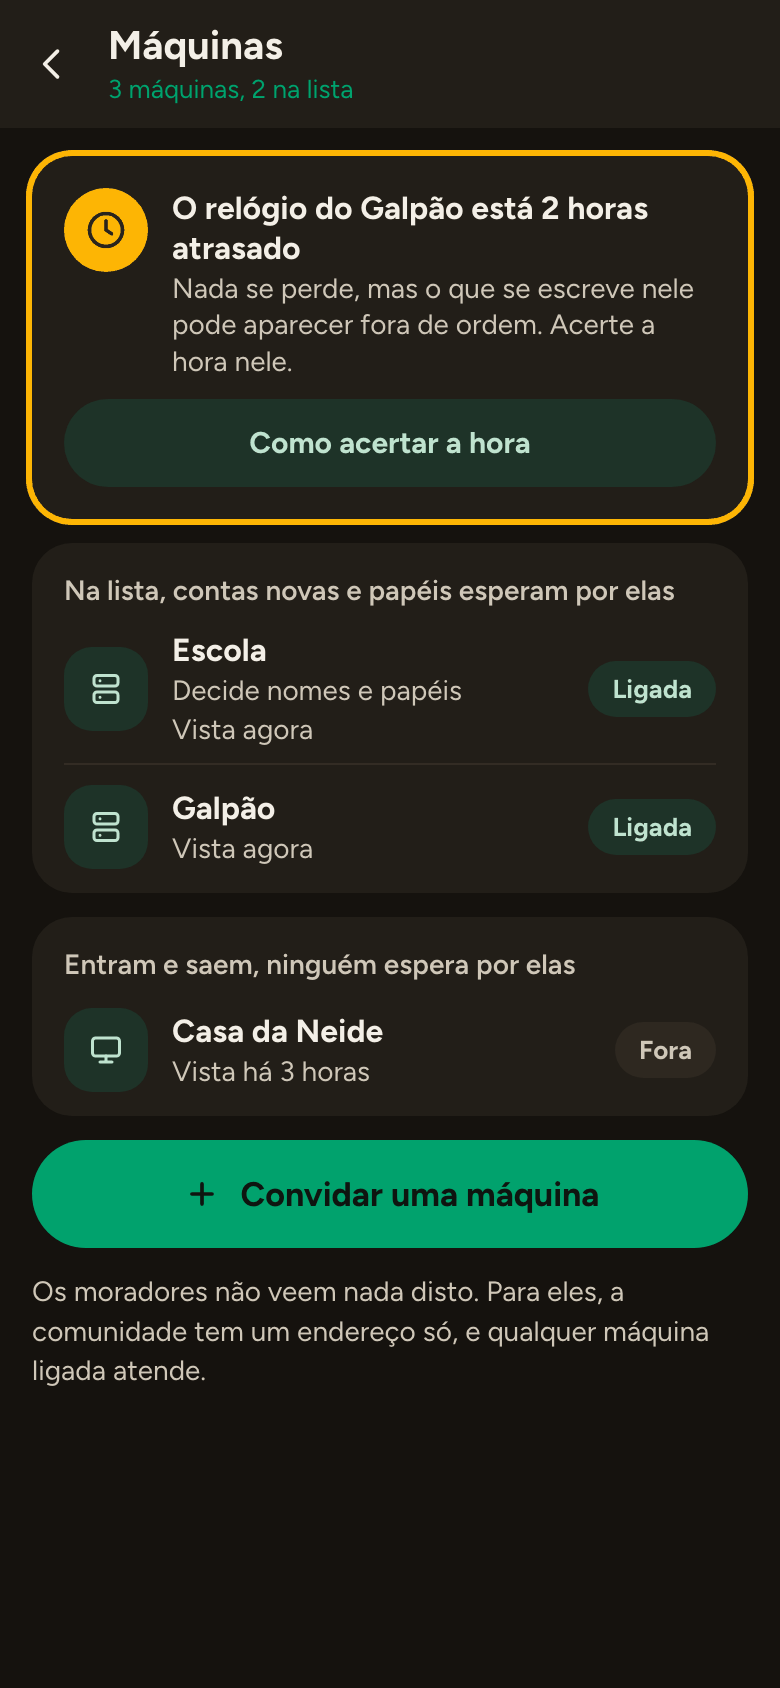 Máquinas
3 máquinas, 2 na lista
O relógio do Galpão está 2 horas
atrasado
Nada se perde, mas o que se escreve nele
pode aparecer fora de ordem. Acerte a
hora nele.
Como acertar a hora
Na lista, contas novas e papéis esperam por elas
Escola
Decide nomes e papéis
Vista agora
Ligada
Galpão
Vista agora
Ligada
Entram e saem, ninguém espera por elas
Casa da Neide
Vista há 3 horas
Fora
+ Convidar uma máquina
Os moradores não veem nada disto. Para eles, a
comunidade tem um endereço só, e qualquer máquina
ligada atende.